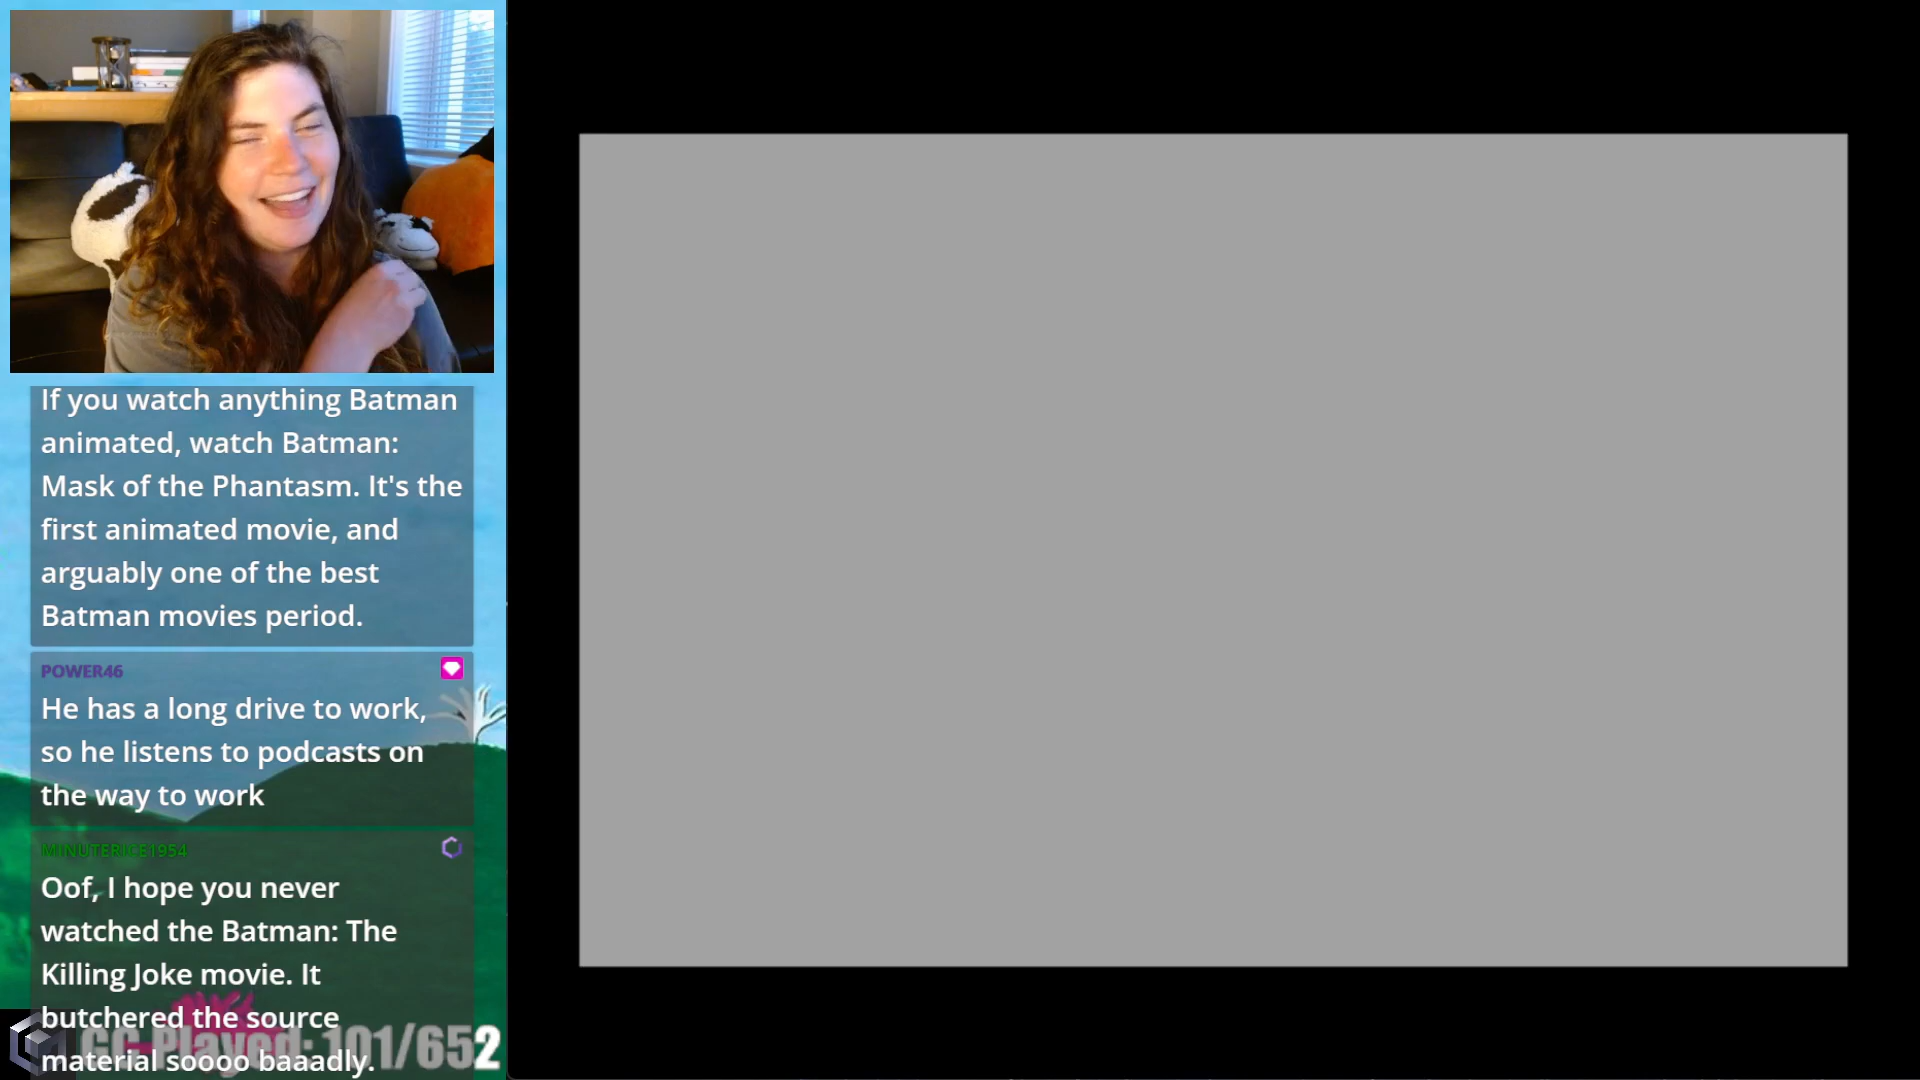 If you watch anything Batman
animated, watch Batman:
Mask of the Phantasm. It's the
first animated movie, and
arguably one of the best
Batman movies period.
POWER46
He has a long drive to work,
so he listens to podcasts on
the way to work
MINUTERICE1954
Oof, I hope you never
watched the Batman: The
Killing Joke movie. It
butchered the source
material soooo baaadly.
GC Played: 101/652